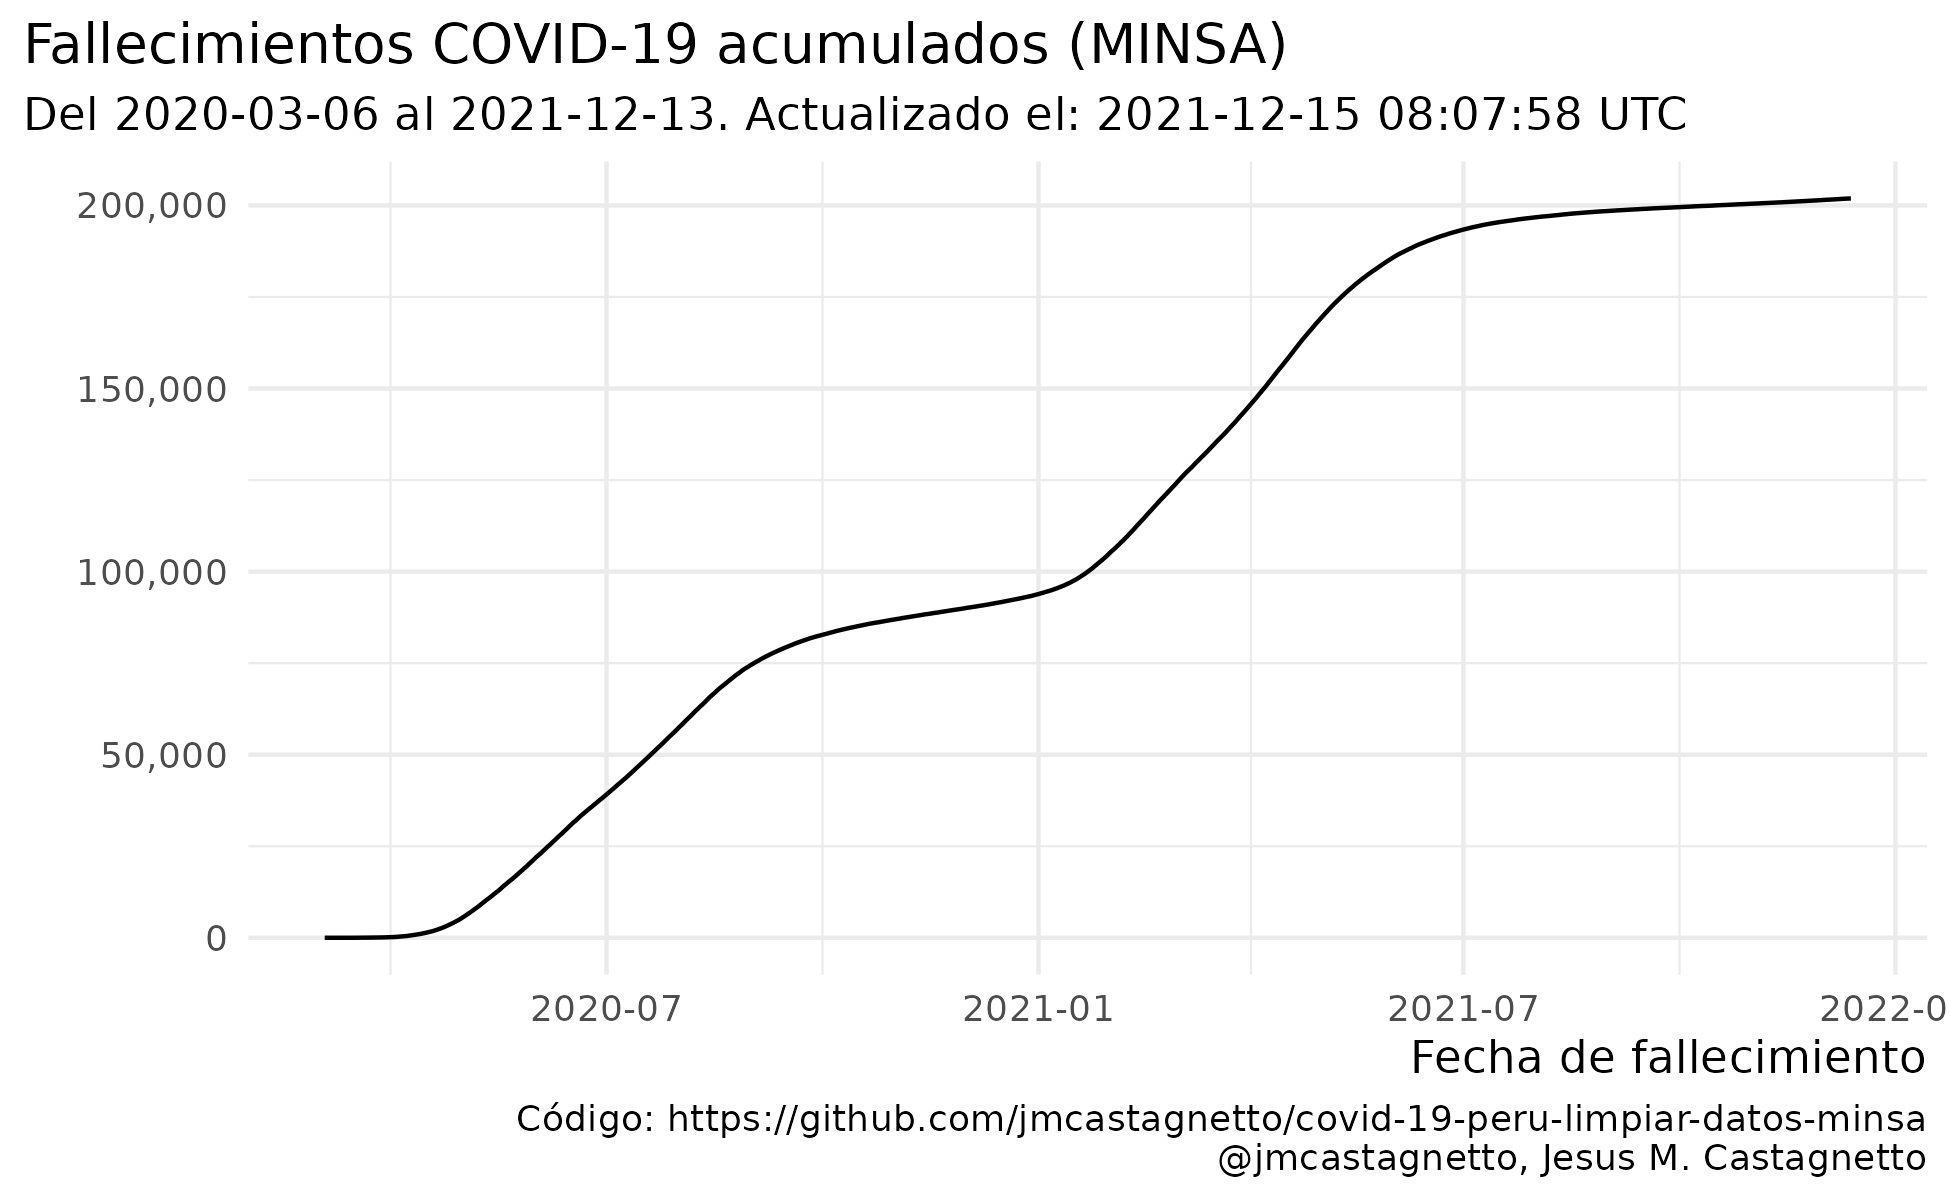 Fallecimientos COVID-19 acumulados (MINSA)
Del 2020-03-06 al 2021-12-13. Actualizado el: 2021-12-15 08:07:58 UTC
200,000
150,000
100,000
50,000
0
2020-07 2021-01 2021-07 2022-0
Fecha de fallecimiento
Código: https://github.com/jmcastagnetto/covid-19-peru-limpiar-datos-minsa
@jmcastagnetto, Jesus M. Castagnetto